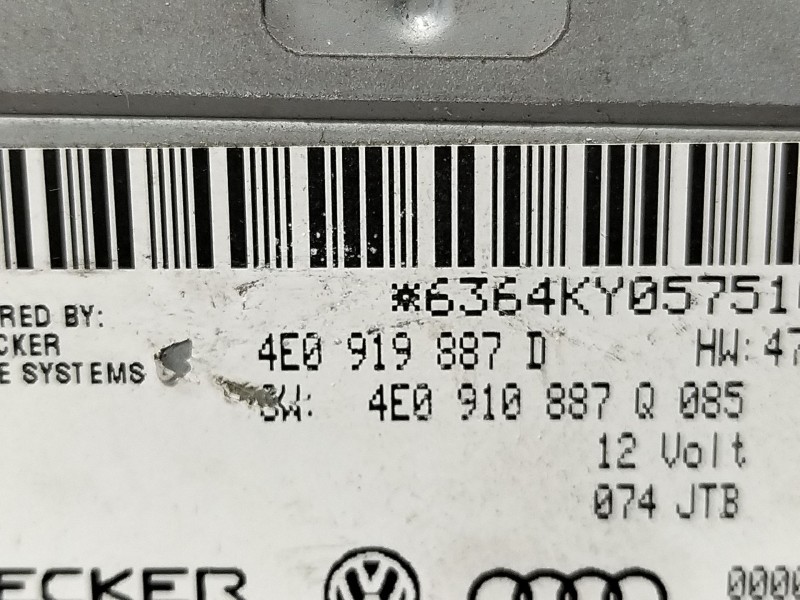 *6364KY05751
RED BY:
CKER
E SYSTEMS
4E0 919 887 D HW: 47
SW: 4E0 910 887 Q 085
12 Volt
074 JTB
ECKER
0000